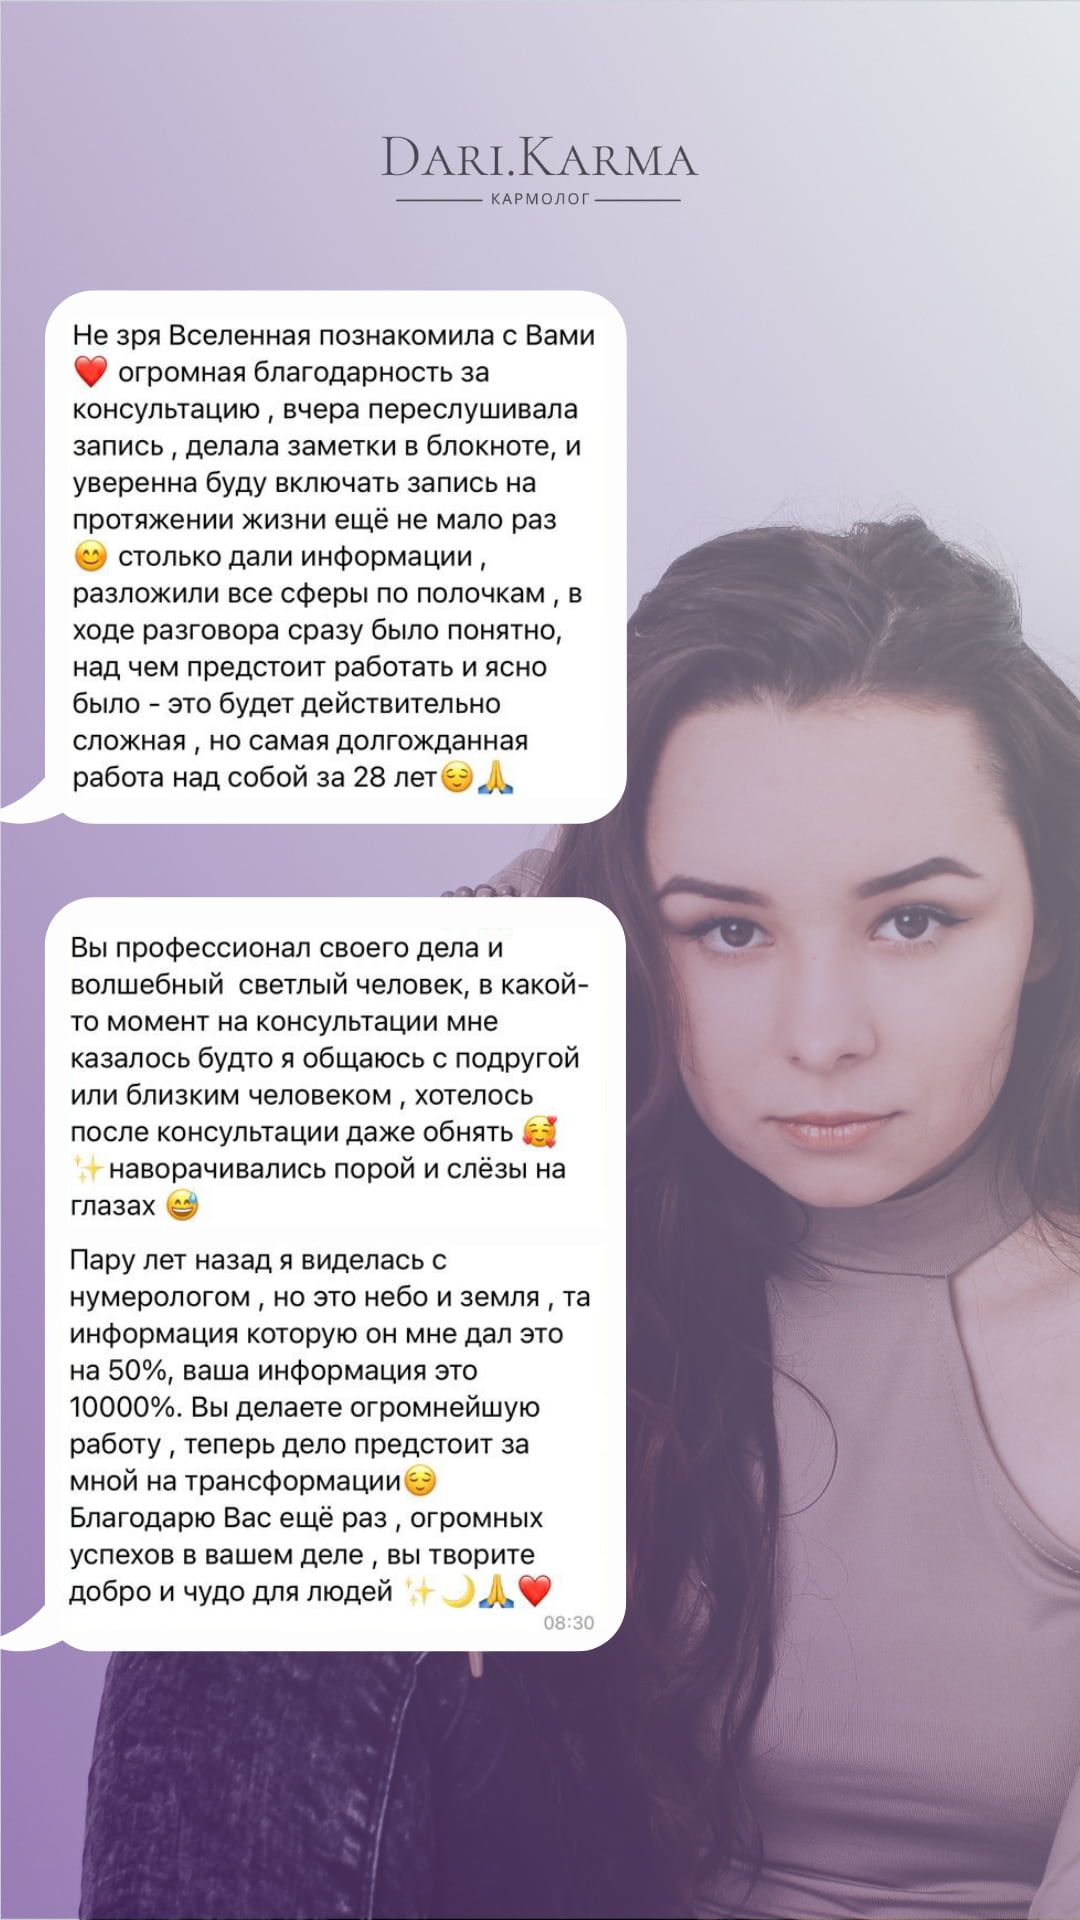 DARI.KARMA
КАРМОЛОГ
Не зря Вселенная познакомила с Вами
❤️ огромная благодарность за
консультацию , вчера переслушивала
запись , делала заметки в блокноте, и
уверенна буду включать запись на
протяжении жизни ещё не мало раз
😊 столько дали информации ,
разложили все сферы по полочкам , в
ходе разговора сразу было понятно,
над чем предстоит работать и ясно
было - это будет действительно
сложная , но самая долгожданная
работа над собой за 28 лет😌🙏
Вы профессионал своего дела и
волшебный  светлый человек, в какой-
то момент на консультации мне
казалось будто я общаюсь с подругой
или близким человеком , хотелось
после консультации даже обнять 🥰
✨наворачивались порой и слёзы на
глазах 😅
Пару лет назад я виделась с
нумерологом , но это небо и земля , та
информация которую он мне дал это
на 50%, ваша информация это
10000%. Вы делаете огромнейшую
работу , теперь дело предстоит за
мной на трансформации😌
Благодарю Вас ещё раз , огромных
успехов в вашем деле , вы творите
добро и чудо для людей ✨🌙🙏❤️
08:30